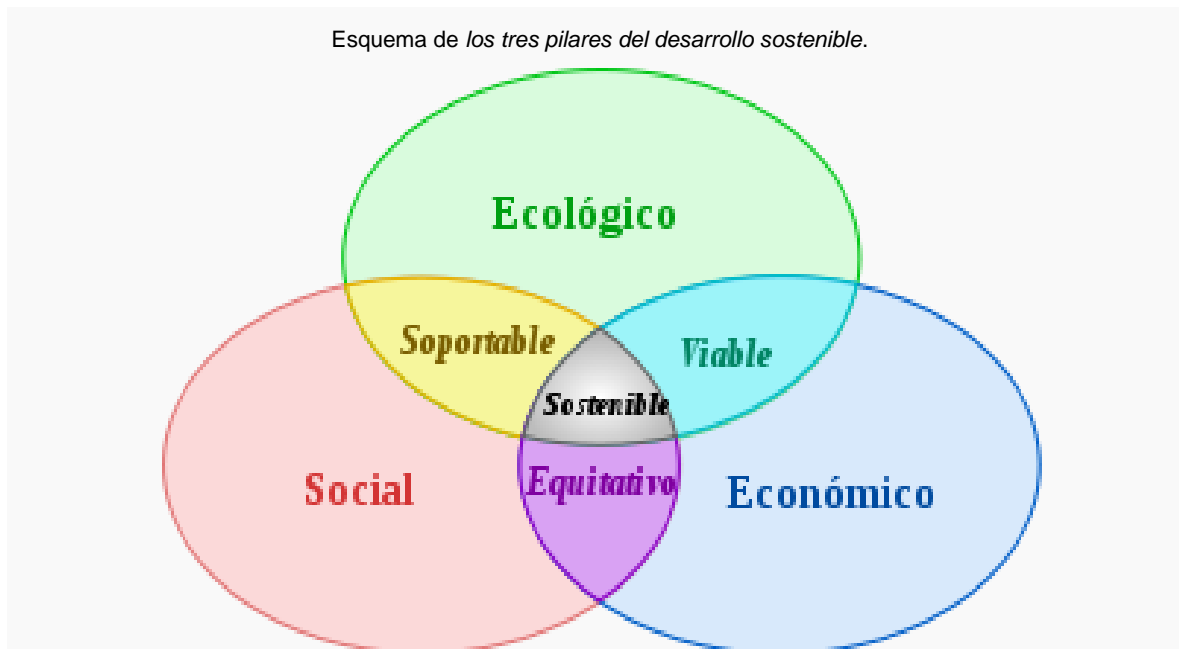 Esquema de los tres pilares del desarrollo sostenible.
Ecológico
Soportable
Viable
Sostenible
Social
Equitativo
Económico